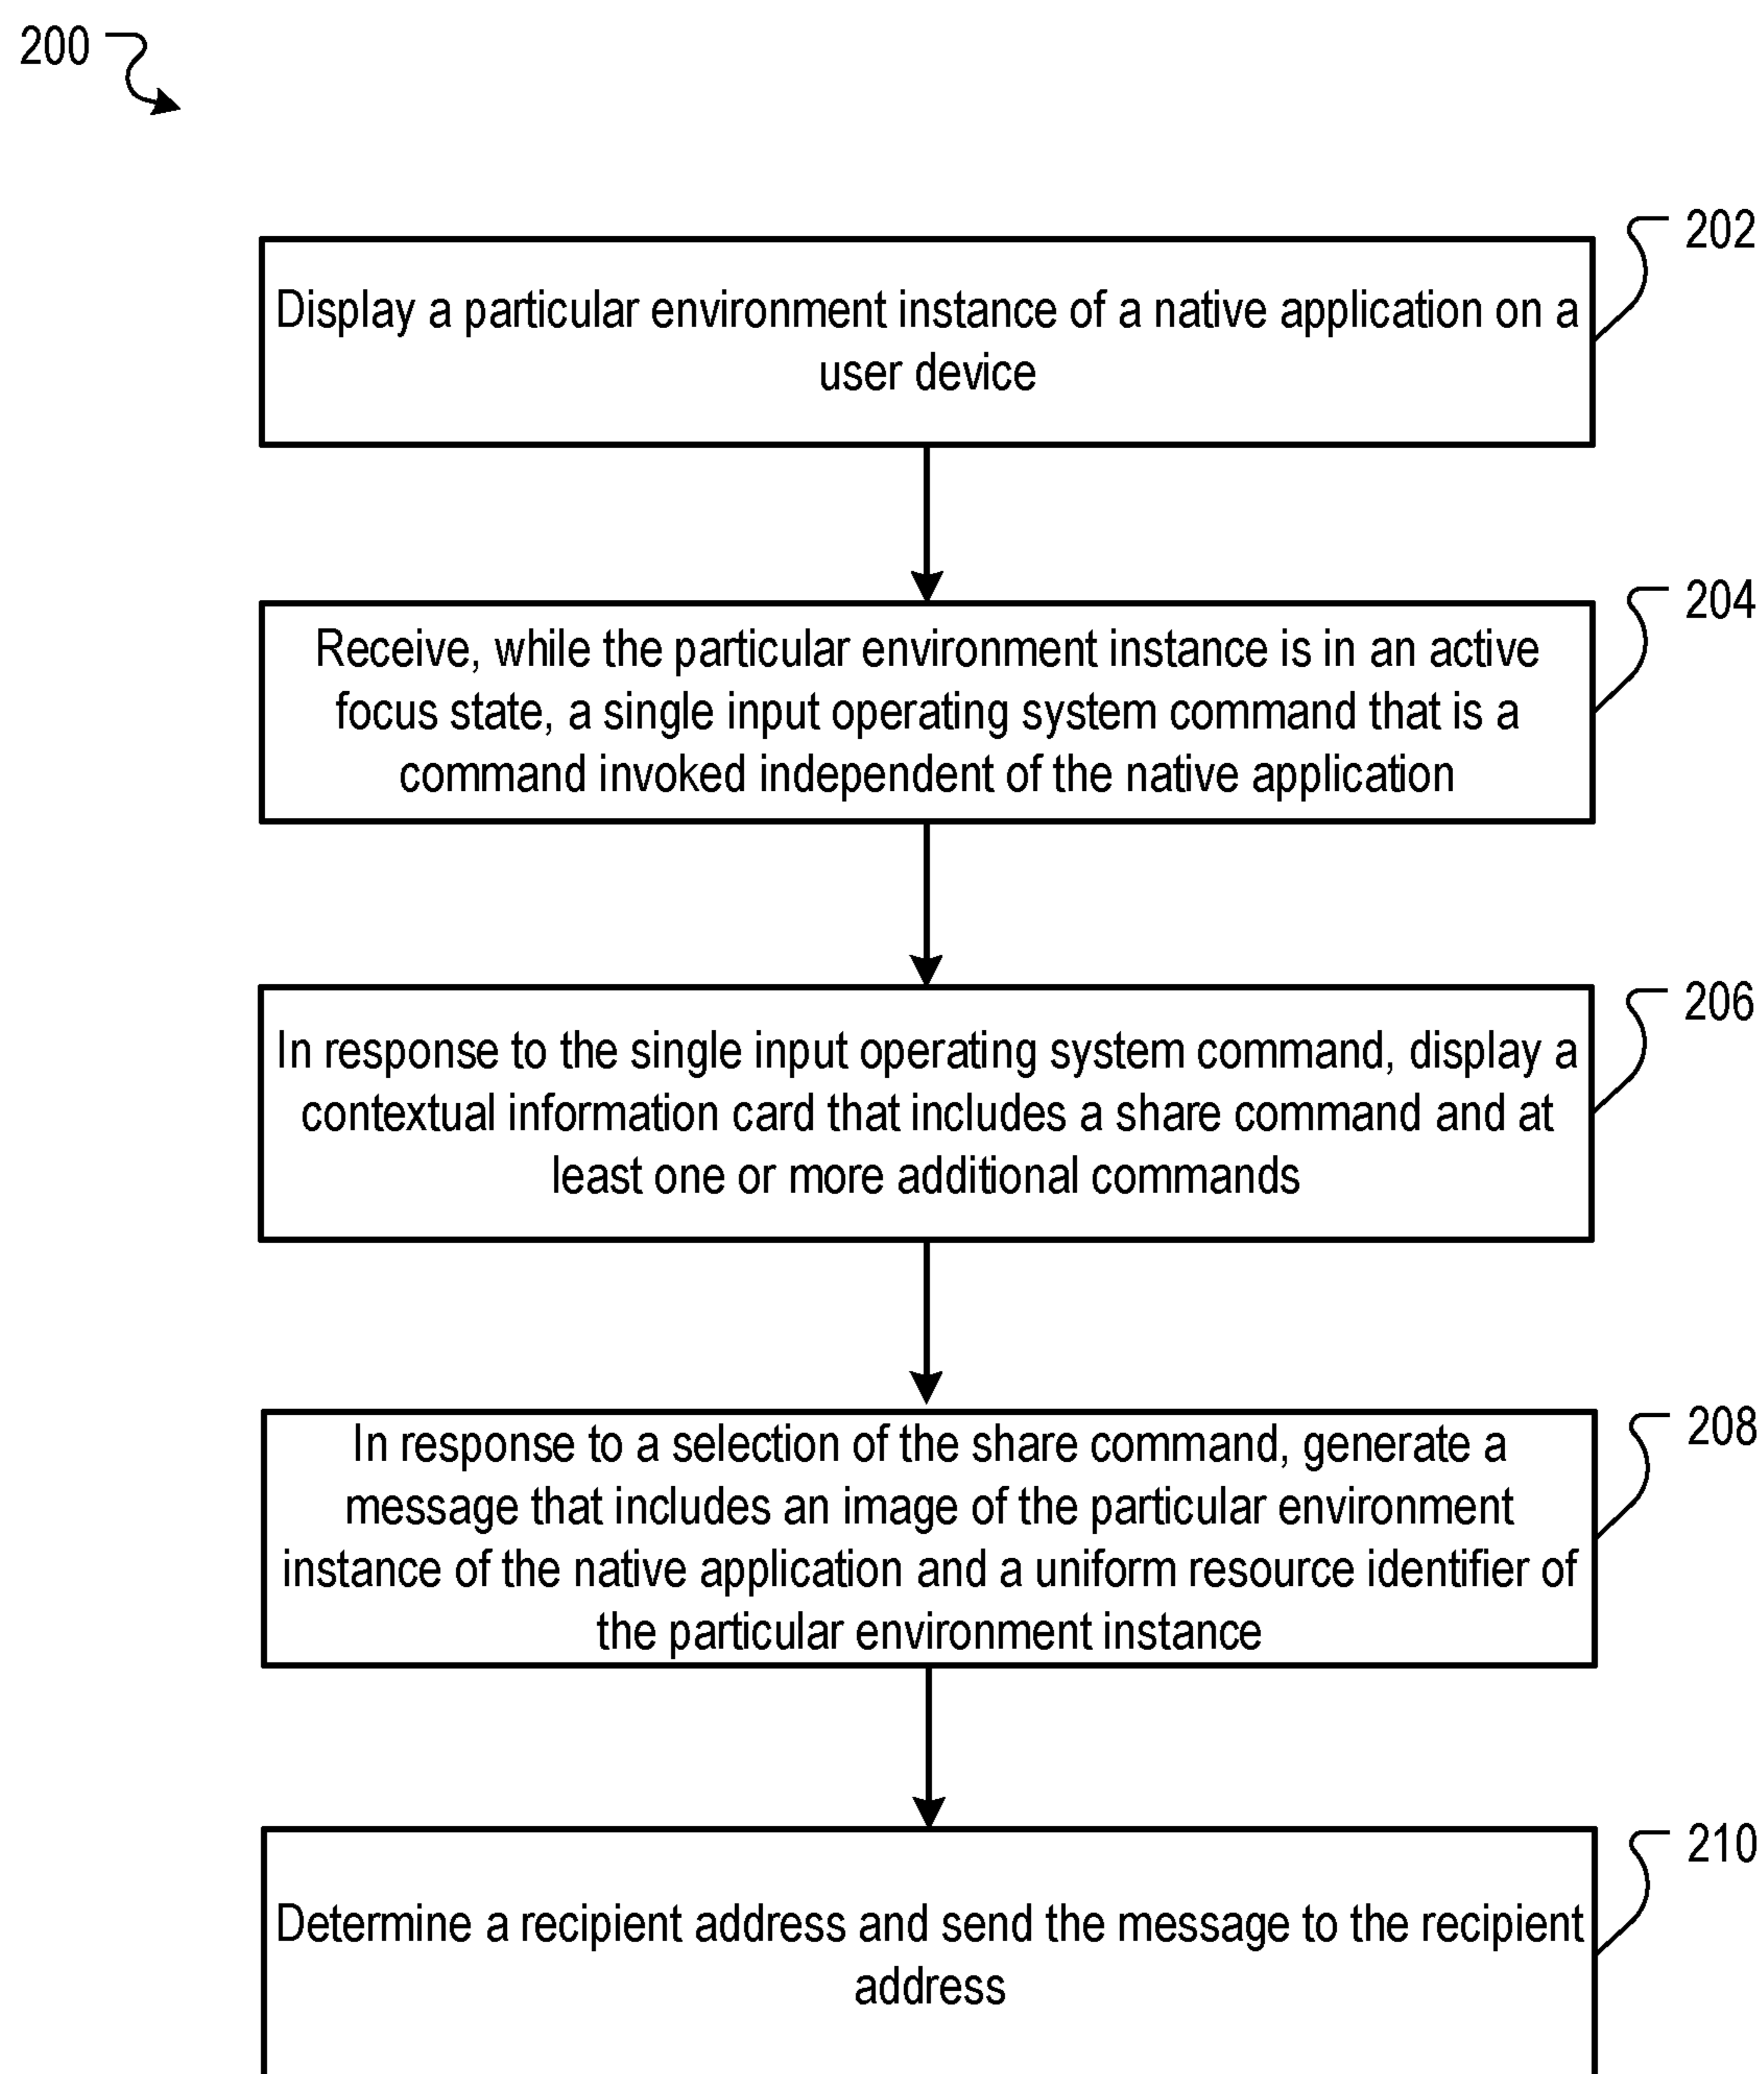 200
202
Display a particular environment instance of a native application on a
user device
204
Receive, while the particular environment instance is in an active
focus state, a single input operating system command that is a
command invoked independent of the native application
206
In response to the single input operating system command, display a
contextual information card that includes a share command and at
least one or more additional commands
208
In response to a selection of the share command, generate a
message that includes an image of the particular environment
instance of the native application and a uniform resource identifier of
the particular environment instance
210
Determine a recipient address and send the message to the recipient
address